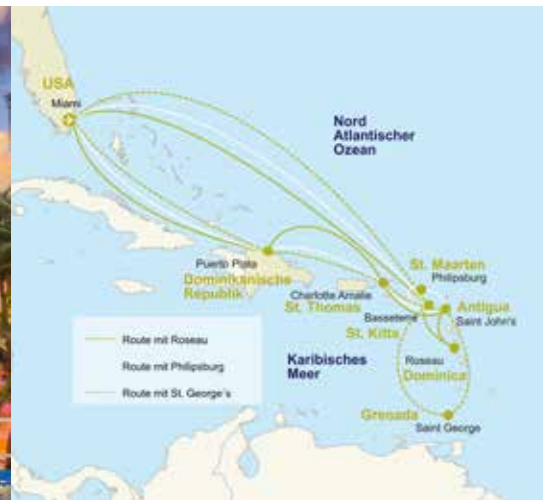 USA
Miami
Nord
Atlantischer
Ozean
Puerto Plata
Dominikanische
Republik
Charlotte Amalie
St. Thomas
St. Maarten
Philipsburg
Basseterre
St. Kitts
Antigua
Saint John's
Roseau
Dominica
Karibisches
Meer
Grenada
Saint George
Route mit Roseau
Route mit Philipsburg
Route mit St. George´s